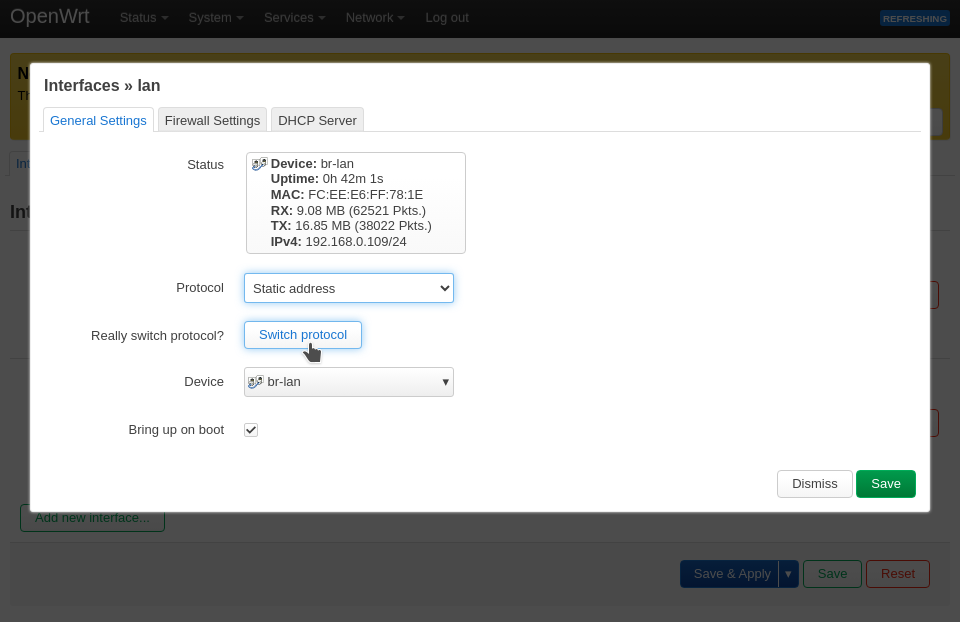 OpenWrt Status System Services Network Log out REFRESHING
Interfaces » lan
General Settings Firewall Settings DHCP Server
Status
Device: br-lan
Uptime: 0h 42m 1s
MAC: FC:EE:E6:FF:78:1E
RX: 9.08 MB (62521 Pkts.)
TX: 16.85 MB (38022 Pkts.)
IPv4: 192.168.0.109/24
Protocol Static address
Really switch protocol? Switch protocol
Device br-lan
Bring up on boot
Dismiss Save
Add new interface...
Save & Apply Save Reset